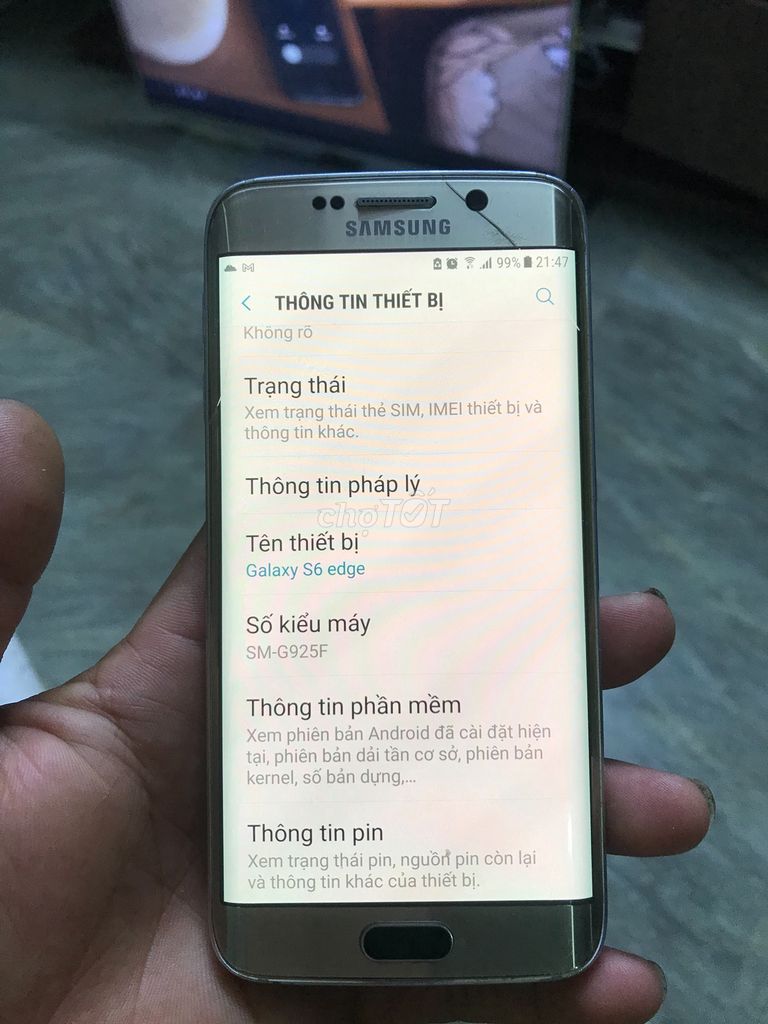 SAMSUNG
99% 21:47
THÔNG TIN THIẾT BỊ
Không rõ
Trạng thái
Xem trạng thái thẻ SIM, IMEI thiết bị và
thông tin khác.
Thông tin pháp lý
chợTỐT
Tên thiết bị
Galaxy S6 edge
Số kiểu máy
SM-G925F
Thông tin phần mềm
Xem phiên bản Android đã cài đặt hiện
tại, phiên bản dải tần cơ sở, phiên bản
kernel, số bản dựng,...
Thông tin pin
Xem trạng thái pin, nguồn pin còn lại
và thông tin khác của thiết bị.